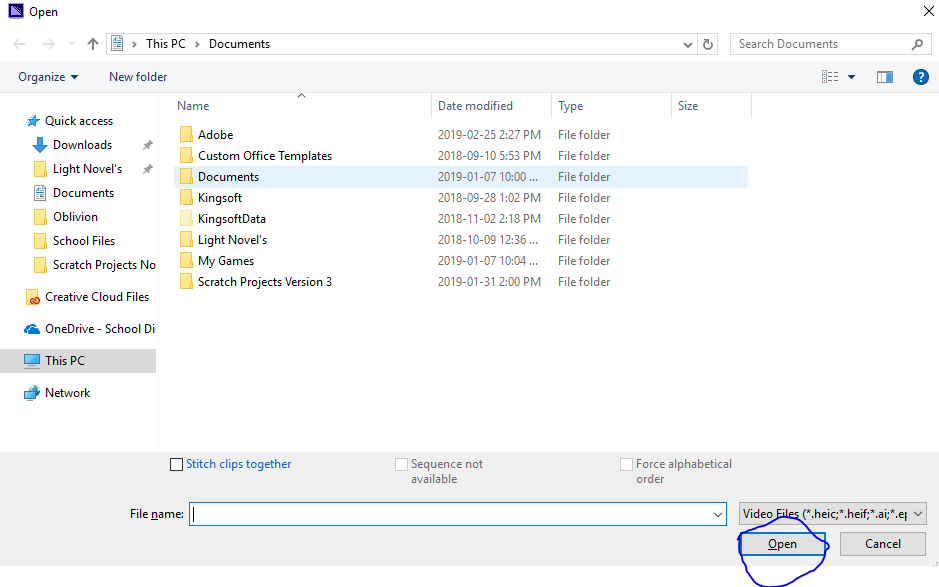 Open
This PC > Documents
Search Documents
Organize New folder
Name Date modified Type Size
Quick access
Downloads
Light Novel's
Documents
Oblivion
School Files
Scratch Projects No
Creative Cloud Files
OneDrive - School Di
This PC
Network
Adobe 2019-02-25 2:27 PM File folder
Custom Office Templates 2018-09-10 5:53 PM File folder
Documents 2019-01-07 10:00 ... File folder
Kingsoft 2018-09-28 1:02 PM File folder
KingsoftData 2018-11-02 2:18 PM File folder
Light Novel's 2018-10-09 12:36 ... File folder
My Games 2019-01-07 10:04 ... File folder
Scratch Projects Version 3 2019-01-31 2:00 PM File folder
Stitch clips together
Sequence not
available
Force alphabetical
order
File name:
Video Files (*.heic;*.heif;*.ai;*.ep
Open Cancel